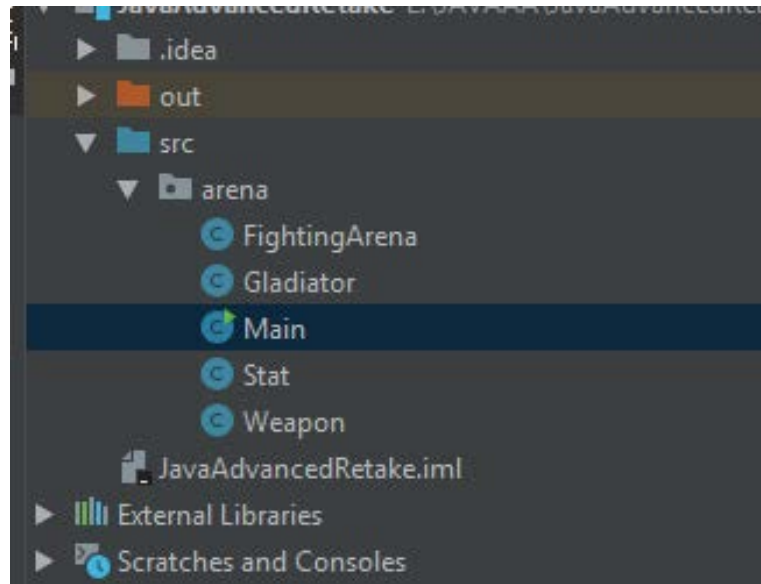 .idea
out
src
arena
FightingArena
Gladiator
Main
Stat
Weapon
JavaAdvancedRetake.iml
External Libraries
Scratches and Consoles